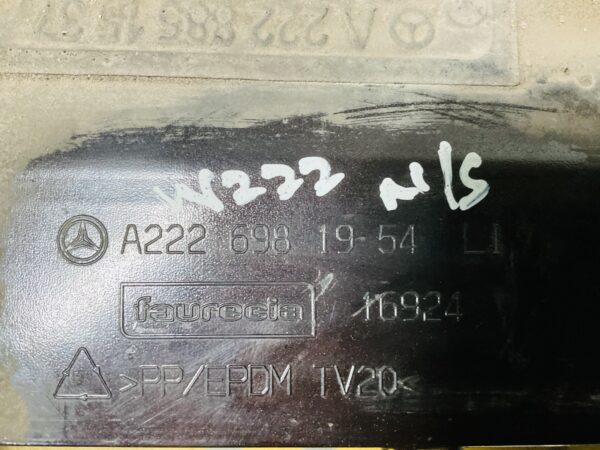 A 222 885 15 37
W222 N/S
A222 698 19-54 LI
faurecia 16924
>PP/EPDM TV20<